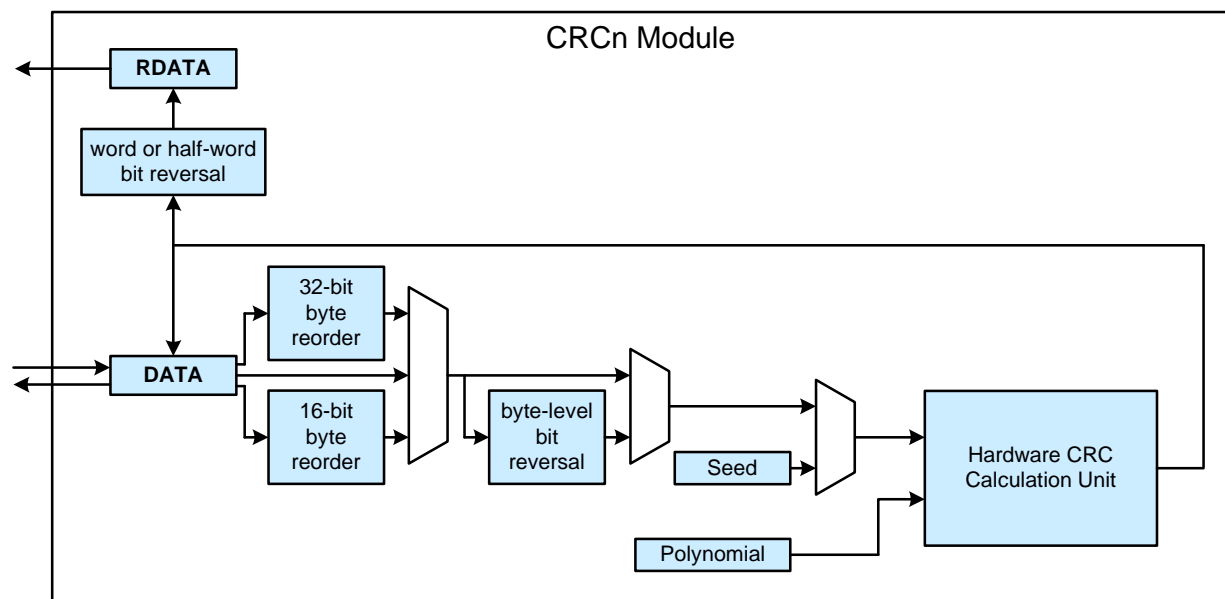 CRCn Module
RDATA
word or half-word
bit reversal
32-bit
byte
reorder
DATA
16-bit
byte
reorder
byte-level
bit
reversal
Seed
Hardware CRC
Calculation Unit
Polynomial